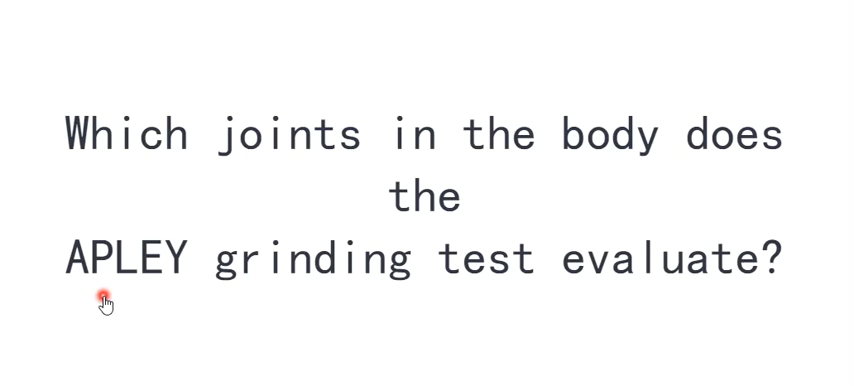 Which joints in the body does
the
APLEY grinding test evaluate?